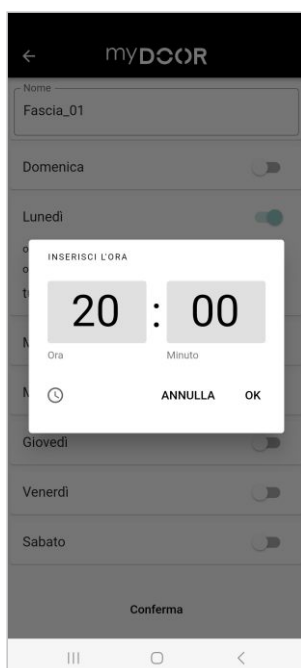 myDOOR
Nome
Fascia_01
Domenica
Lunedì
INSERISCI L'ORA
20 : 00
Ora Minuto
ANNULLA OK
Giovedì
Venerdì
Sabato
Conferma